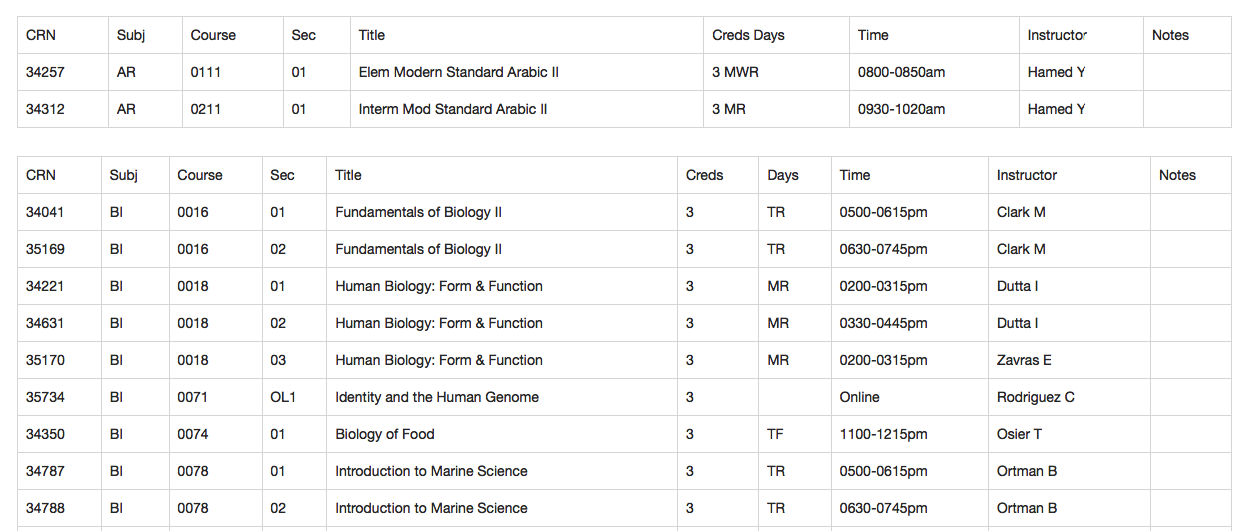 CRN Subj Course Sec Title Creds Days Time Instructor Notes
34257 AR 0111 01 Elem Modern Standard Arabic II 3 MWR 0800-0850am Hamed Y
34312 AR 0211 01 Interm Mod Standard Arabic II 3 MR 0930-1020am Hamed Y
CRN Subj Course Sec Title Creds Days Time Instructor Notes
34041 BI 0016 01 Fundamentals of Biology II 3 TR 0500-0615pm Clark M
35169 BI 0016 02 Fundamentals of Biology II 3 TR 0630-0745pm Clark M
34221 BI 0018 01 Human Biology: Form & Function 3 MR 0200-0315pm Dutta I
34631 BI 0018 02 Human Biology: Form & Function 3 MR 0330-0445pm Dutta I
35170 BI 0018 03 Human Biology: Form & Function 3 MR 0200-0315pm Zavras E
35734 BI 0071 OL1 Identity and the Human Genome 3 Online Rodriguez C
34350 BI 0074 01 Biology of Food 3 TF 1100-1215pm Osier T
34787 BI 0078 01 Introduction to Marine Science 3 TR 0500-0615pm Ortman B
34788 BI 0078 02 Introduction to Marine Science 3 TR 0630-0745pm Ortman B